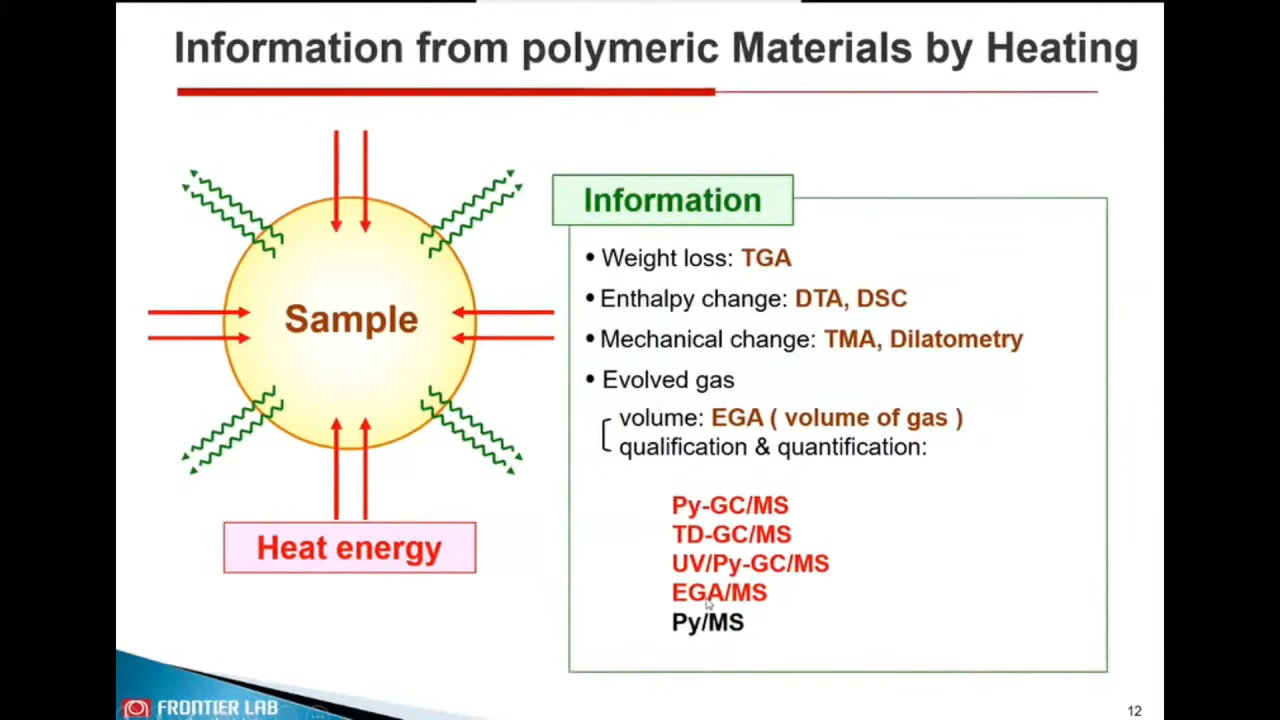 Information from polymeric Materials by Heating
Sample
Heat energy
Information
• Weight loss: TGA
• Enthalpy change: DTA, DSC
• Mechanical change: TMA, Dilatometry
• Evolved gas
volume: EGA ( volume of gas )
qualification & quantification:
Py-GC/MS
TD-GC/MS
UV/Py-GC/MS
EGA/MS
Py/MS
FRONTIER LAB
12